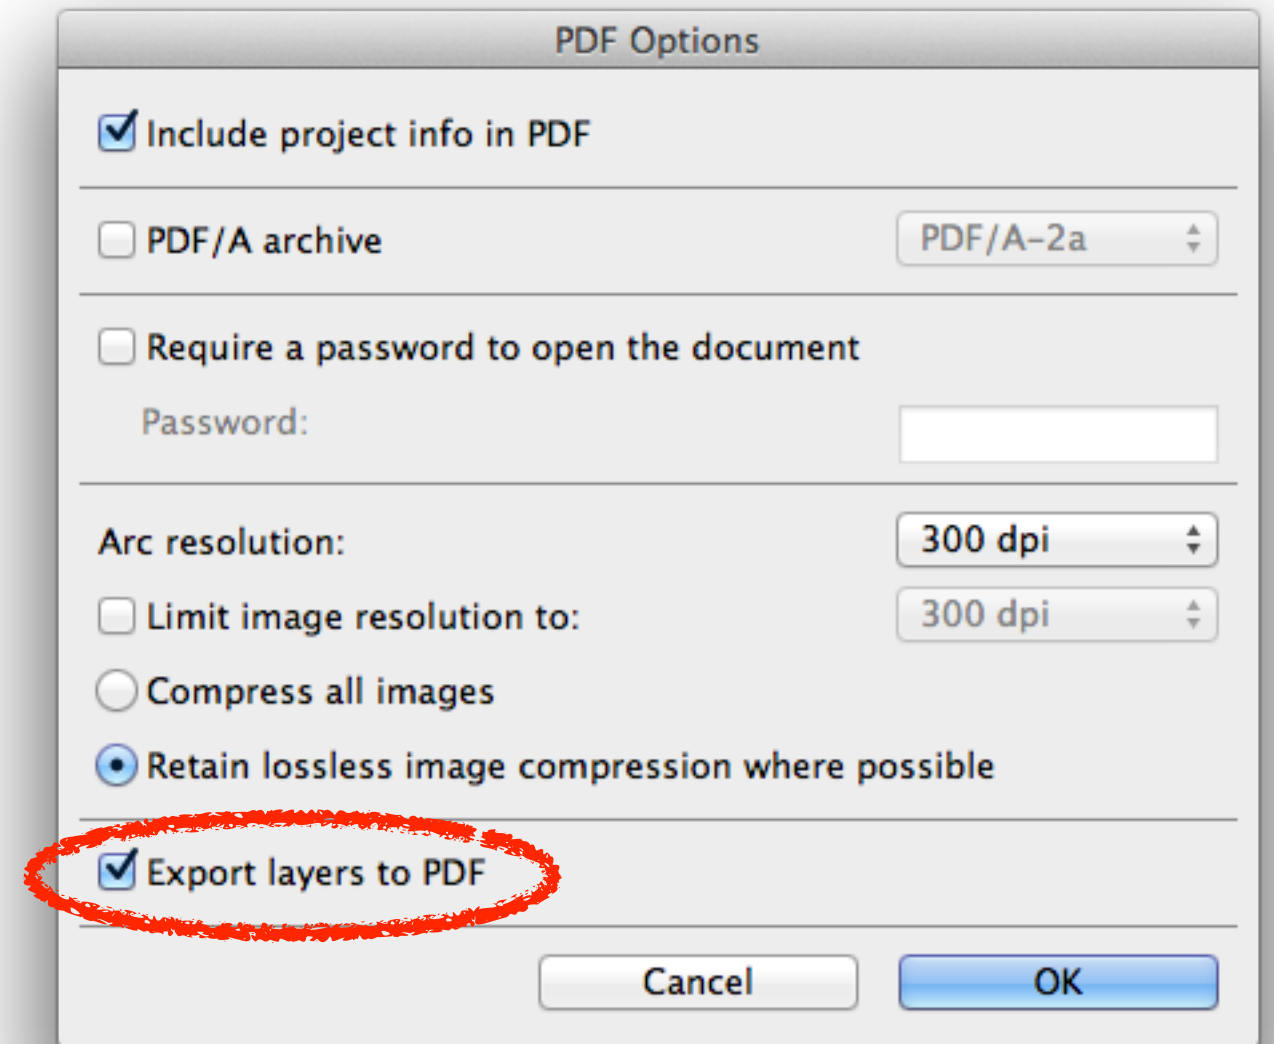 PDF Options
Include project info in PDF
PDF/A archive PDF/A-2a
Require a password to open the document
Password:
Arc resolution: 300 dpi
Limit image resolution to: 300 dpi
Compress all images
Retain lossless image compression where possible
Export layers to PDF
Cancel OK